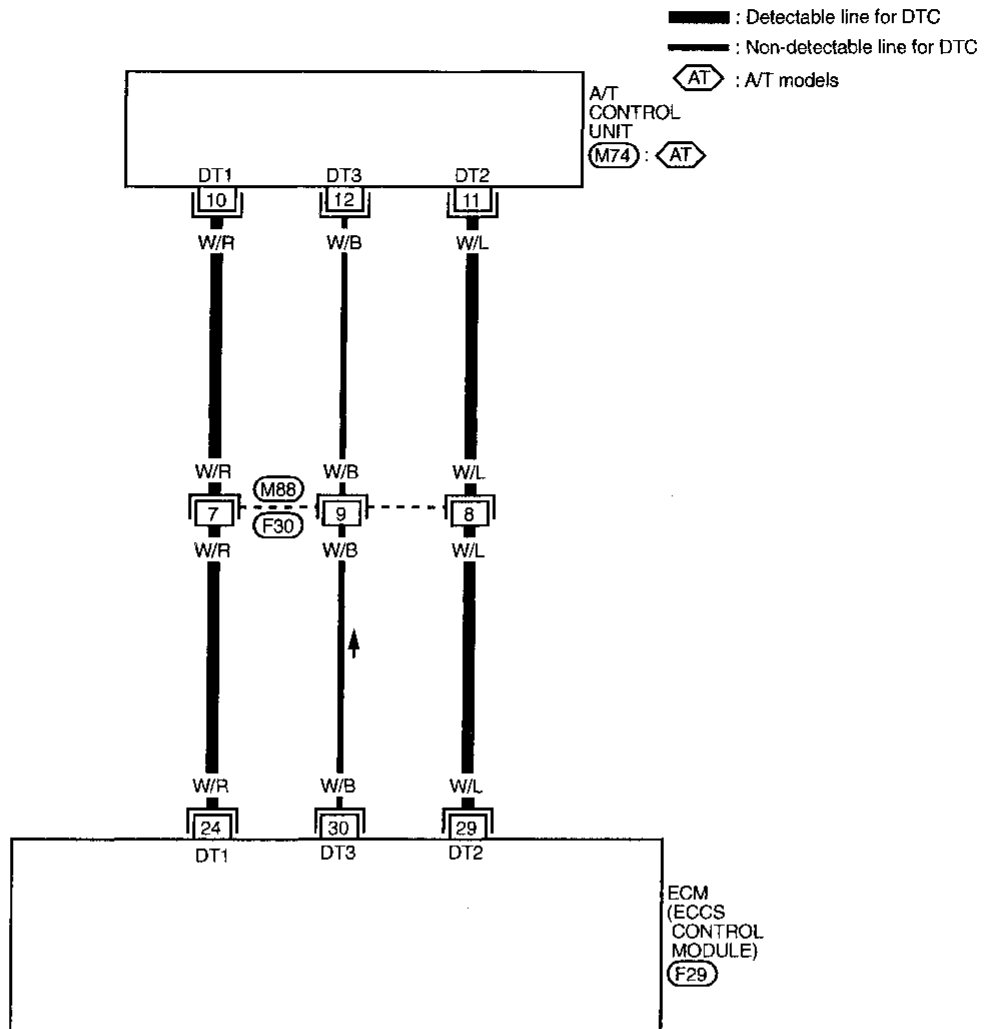 : Detectable line for DTC
: Non-detectable line for DTC
AT : A/T models
A/T
CONTROL
UNIT
M74 : AT
DT1 DT3 DT2
10 12 11
W/R W/B W/L
W/R W/B W/L
M88
7 9 8
F30
W/R W/B W/L
W/R W/B W/L
24 30 29
DT1 DT3 DT2
ECM
(ECCS
CONTROL
MODULE)
F29